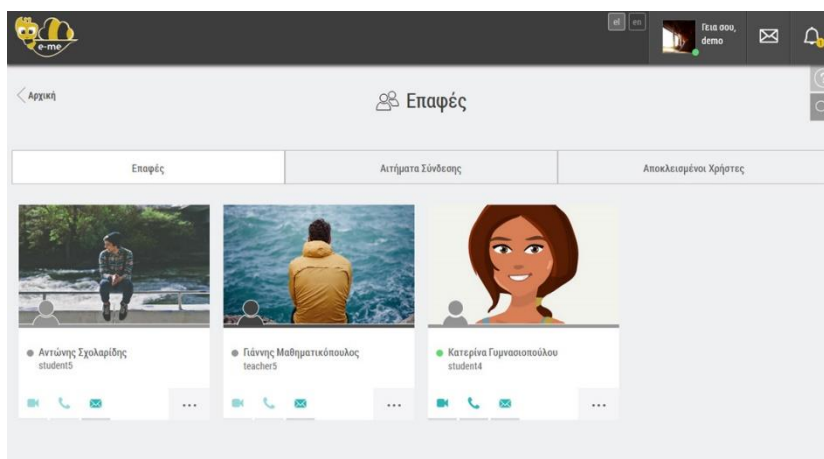 e-me
el en
Γεια σου,
demo
1
Αρχική
Επαφές
Επαφές
Αιτήματα Σύνδεσης
Αποκλεισμένοι Χρήστες
Αντώνης Σχολαρίδης
student5
Γιάννης Μαθηματικόπουλος
teacher5
Κατερίνα Γυμνασιοπούλου
student4